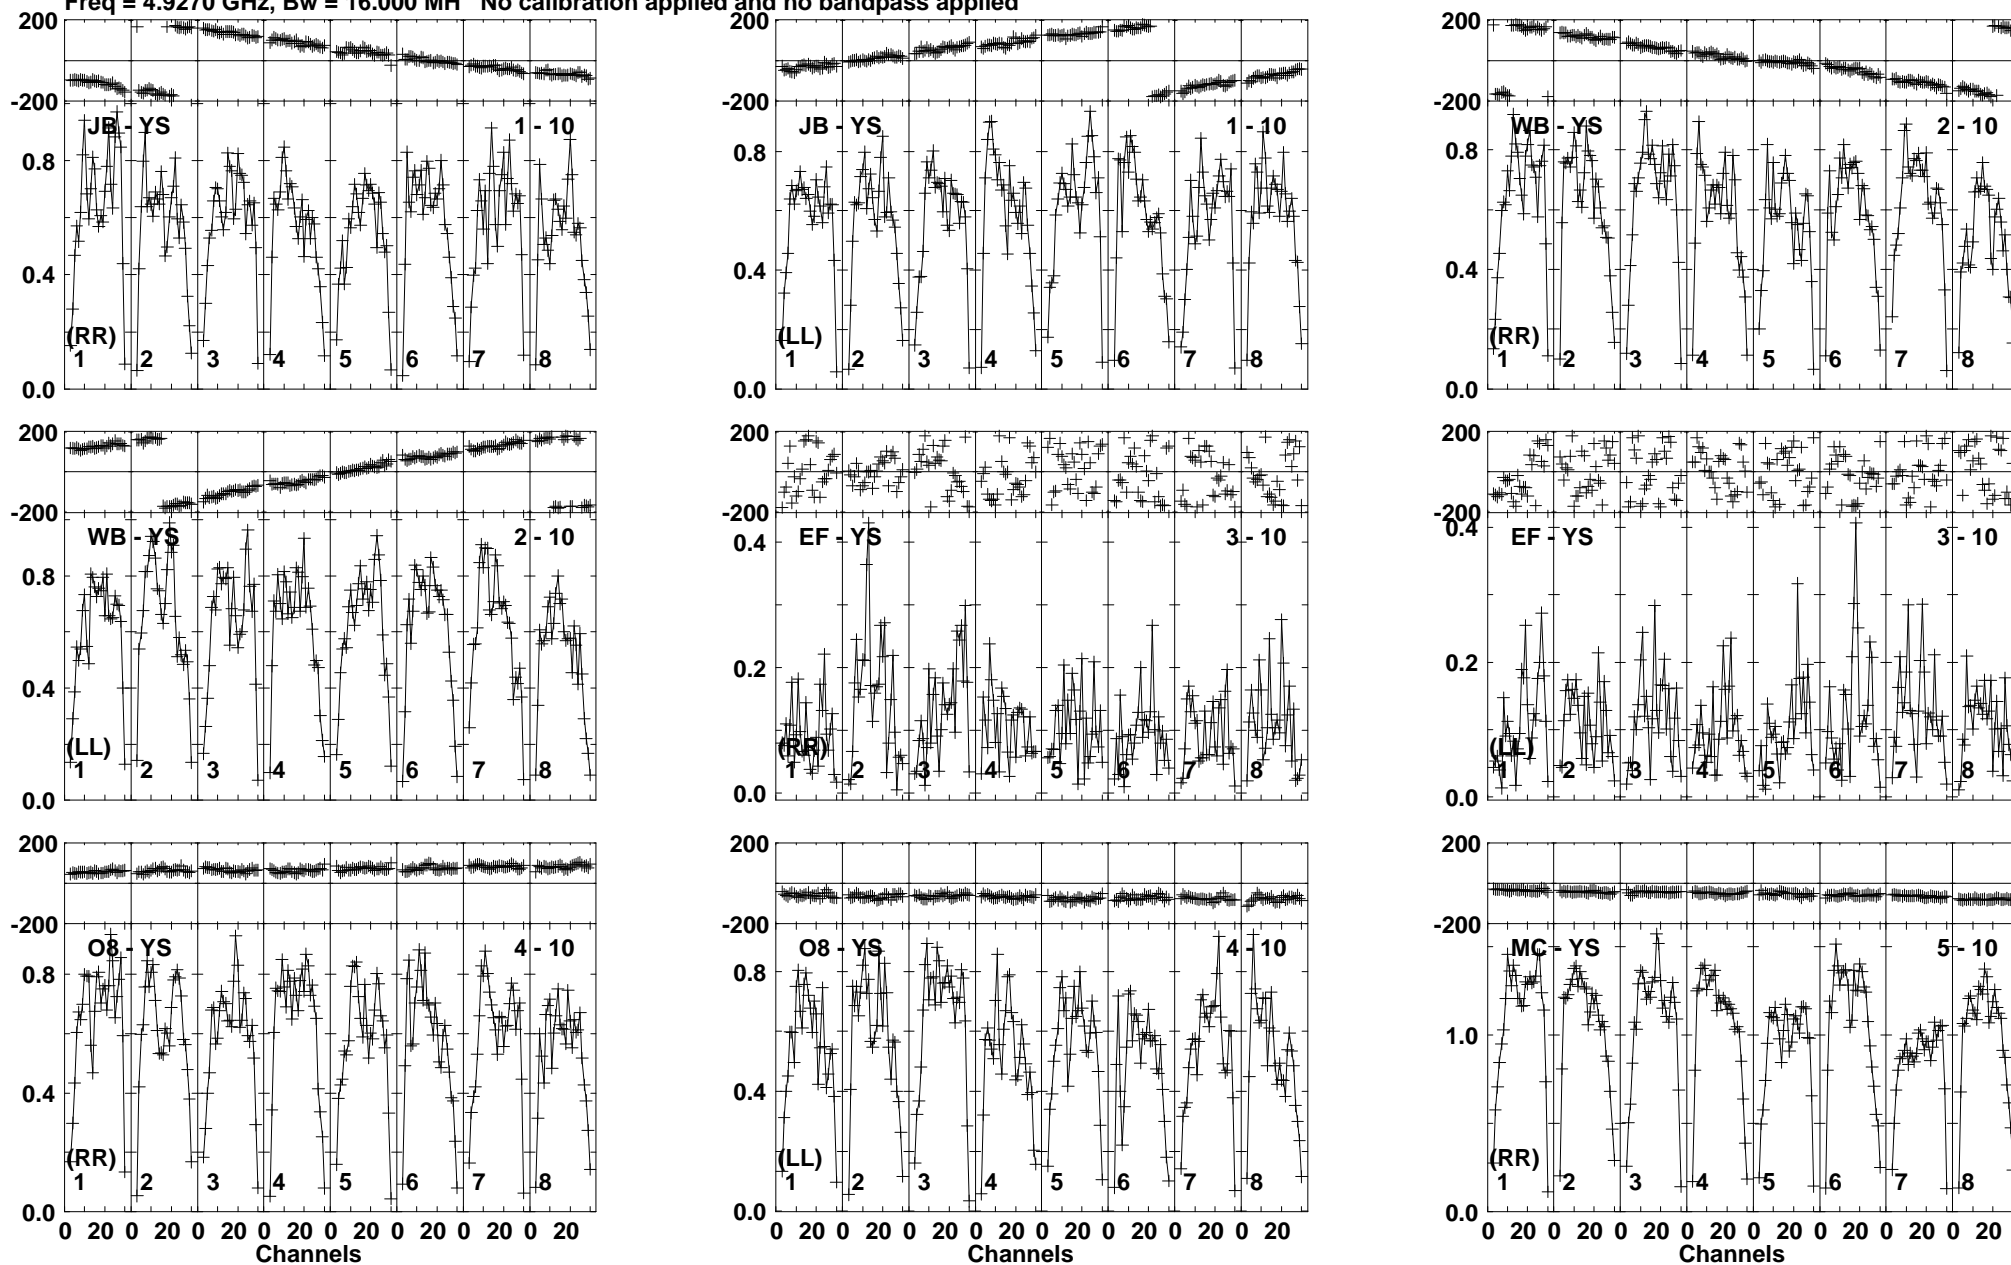 Freq = 4.9270 GHz, Bw = 16.000 MH No calibration applied and no bandpass applied
200 200 200
-200 -200 -200
JB - YS 1 - 10 JB - YS 1 - 10 WB - YS 2 - 10
0.8 0.8 0.8
0.4 0.4 0.4
(RR) (LL) (RR)
1 2 3 4 5 6 7 8 1 2 3 4 5 6 7 8 1 2 3 4 5 6 7 8
0.0 0.0 0.0
200 200 200
-200 -200 -200
WB - YS 2 - 10 EF - YS 3 - 10 EF - YS 3 - 10
0.8 0.4 0.4
0.4 0.2 0.2
(LL) (RR) (LL)
1 2 3 4 5 6 7 8 1 2 3 4 5 6 7 8 1 2 3 4 5 6 7 8
0.0 0.0 0.0
200 200 200
-200 -200 -200
O8 - YS 4 - 10 O8 - YS 4 - 10 MC - YS 5 - 10
0.8 0.8 1.0
0.4 0.4
(RR) (LL) (RR)
1 2 3 4 5 6 7 8 1 2 3 4 5 6 7 8 1 2 3 4 5 6 7 8
0.0 0.0 0.0
0 20 0 20 0 20 0 20 0 20 0 20 0 20 0 20 0 20 0 20 0 20 0 20 0 20 0 20 0 20 0 20 0 20 0 20 0 20 0 20 0 20 0 20 0 20 0 20
Channels Channels Channels